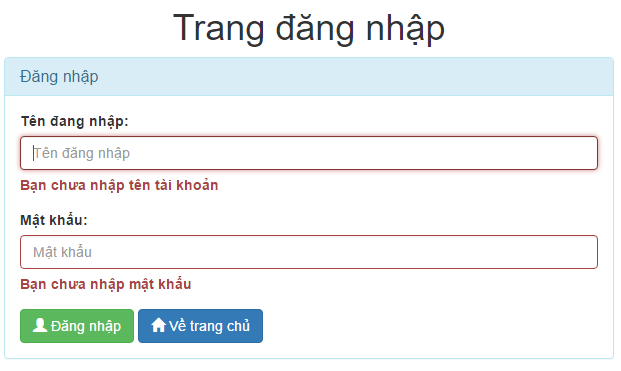 Trang đăng nhập
Đăng nhập
Tên đang nhập:
Tên đăng nhập
Bạn chưa nhập tên tài khoản
Mật khẩu:
Mật khẩu
Bạn chưa nhập mật khẩu
Đăng nhập Về trang chủ